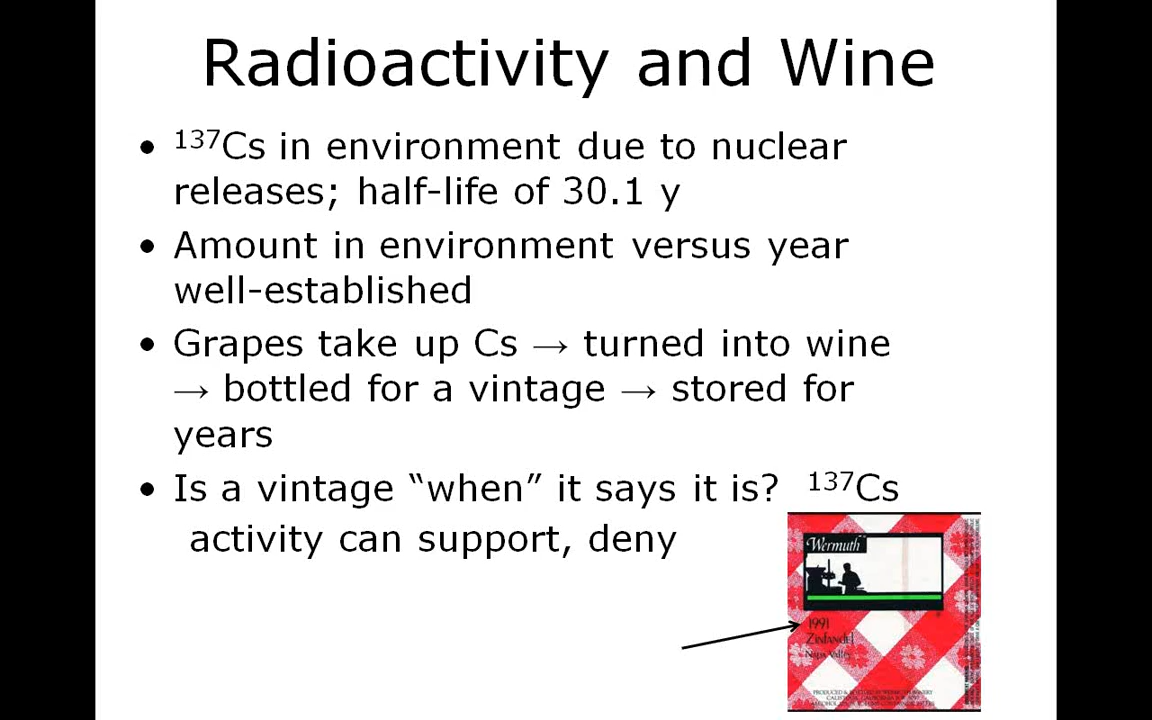 Radioactivity and Wine
• ¹³⁷Cs in environment due to nuclear
releases; half-life of 30.1 y
• Amount in environment versus year
well-established
• Grapes take up Cs → turned into wine
→ bottled for a vintage → stored for
years
• Is a vintage “when” it says it is? ¹³⁷Cs
activity can support, deny
Wermuth
1991
Zinfandel
Napa Valley